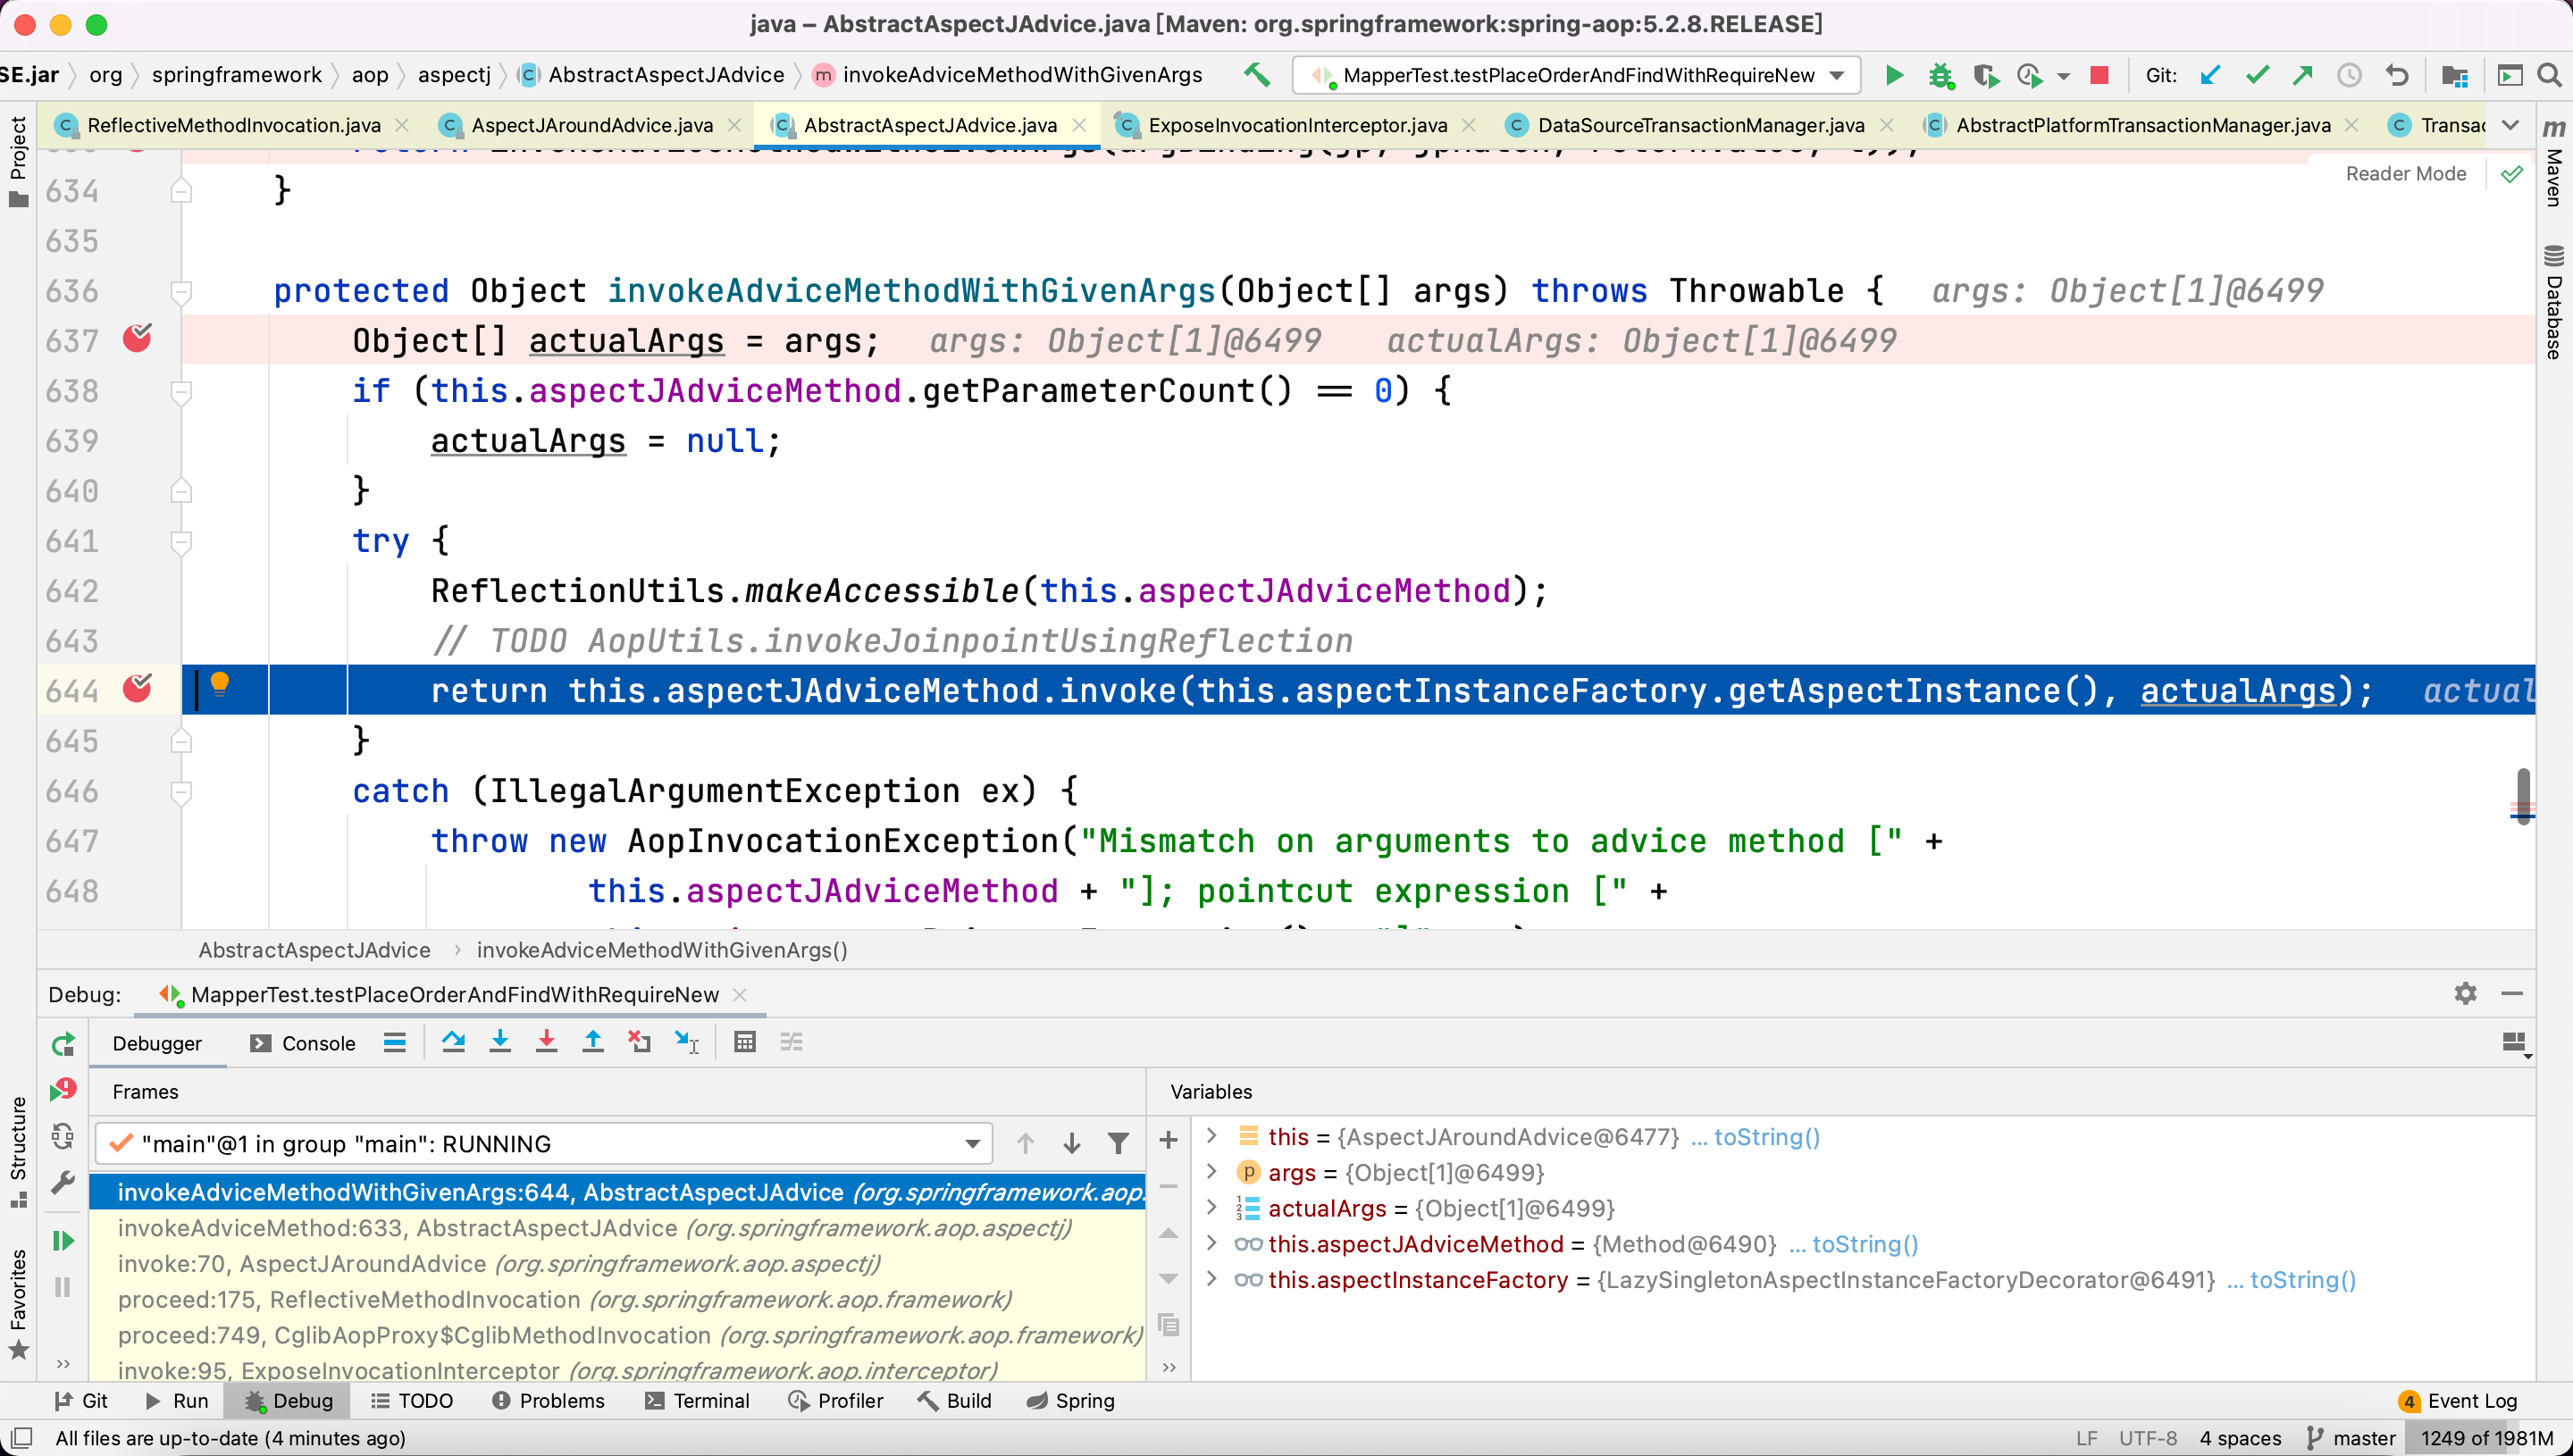 java – AbstractAspectJAdvice.java [Maven: org.springframework:spring-aop:5.2.8.RELEASE]
SE.jar org springframework aop aspectj AbstractAspectJAdvice invokeAdviceMethodWithGivenArgs MapperTest.testPlaceOrderAndFindWithRequireNew Git:
ReflectiveMethodInvocation.java AspectJAroundAdvice.java AbstractAspectJAdvice.java ExposeInvocationInterceptor.java DataSourceTransactionManager.java AbstractPlatformTransactionManager.java Transac
Reader Mode
634 }
635
636 protected Object invokeAdviceMethodWithGivenArgs(Object[] args) throws Throwable { args: Object[1]@6499
637 Object[] actualArgs = args; args: Object[1]@6499 actualArgs: Object[1]@6499
638 if (this.aspectJAdviceMethod.getParameterCount() == 0) {
639 actualArgs = null;
640 }
641 try {
642 ReflectionUtils.makeAccessible(this.aspectJAdviceMethod);
643 // TODO AopUtils.invokeJoinpointUsingReflection
644 return this.aspectJAdviceMethod.invoke(this.aspectInstanceFactory.getAspectInstance(), actualArgs); actual
645 }
646 catch (IllegalArgumentException ex) {
647 throw new AopInvocationException("Mismatch on arguments to advice method [" +
648 this.aspectJAdviceMethod + "]; pointcut expression [" +
AbstractAspectJAdvice invokeAdviceMethodWithGivenArgs()
Debug: MapperTest.testPlaceOrderAndFindWithRequireNew
Debugger Console
Frames
"main"@1 in group "main": RUNNING
invokeAdviceMethodWithGivenArgs:644, AbstractAspectJAdvice (org.springframework.aop.
invokeAdviceMethod:633, AbstractAspectJAdvice (org.springframework.aop.aspectj)
invoke:70, AspectJAroundAdvice (org.springframework.aop.aspectj)
proceed:175, ReflectiveMethodInvocation (org.springframework.aop.framework)
proceed:749, CglibAopProxy$CglibMethodInvocation (org.springframework.aop.framework)
invoke:95, ExposeInvocationInterceptor (org.springframework.aop.interceptor)
Variables
this = {AspectJAroundAdvice@6477} ... toString()
args = {Object[1]@6499}
actualArgs = {Object[1]@6499}
this.aspectJAdviceMethod = {Method@6490} ... toString()
this.aspectInstanceFactory = {LazySingletonAspectInstanceFactoryDecorator@6491} ... toString()
Project
Structure
Favorites
Maven
Database
Git Run Debug TODO Problems Terminal Profiler Build Spring 4 Event Log
All files are up-to-date (4 minutes ago) LF UTF-8 4 spaces master 1249 of 1981M